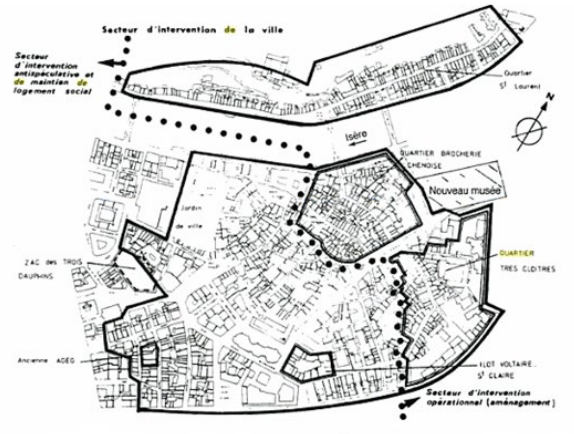 Secteur d'intervention de la ville
Secteur
d'intervention
antispéculative et
de maintien de
logement social
Quartier
St Laurent
Isère
N
QUARTIER BROCHERIE
CHENOISE
Nouveau musée
Jardin
de ville
QUARTIER
TRES CLOITRES
ZAC des TROIS
DAUPHINS
Ancienne AGEG
ILOT VOLTAIRE.
St CLAIRE
Secteur d'intervention
opérationnel (aménagement)